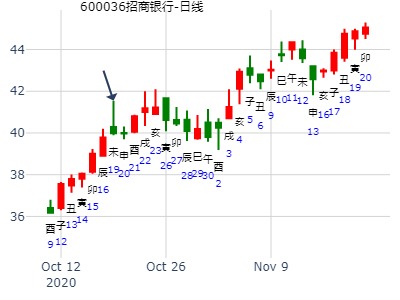 600036招商银行-日线
44
42
40
38
36
酉 子 丑 寅 卯 辰 未 申 酉 戌 亥 寅 卯 辰 巳 午 酉 戌 亥 子 丑 辰 巳 午 未 申 亥 子 丑 寅 卯
9 12 13 14 15 16 19 20 21 22 23 26 27 28 29 30 2 3 4 5 6 9 10 11 12 13 16 17 18 19 20
Oct 12 Oct 26 Nov 9
2020